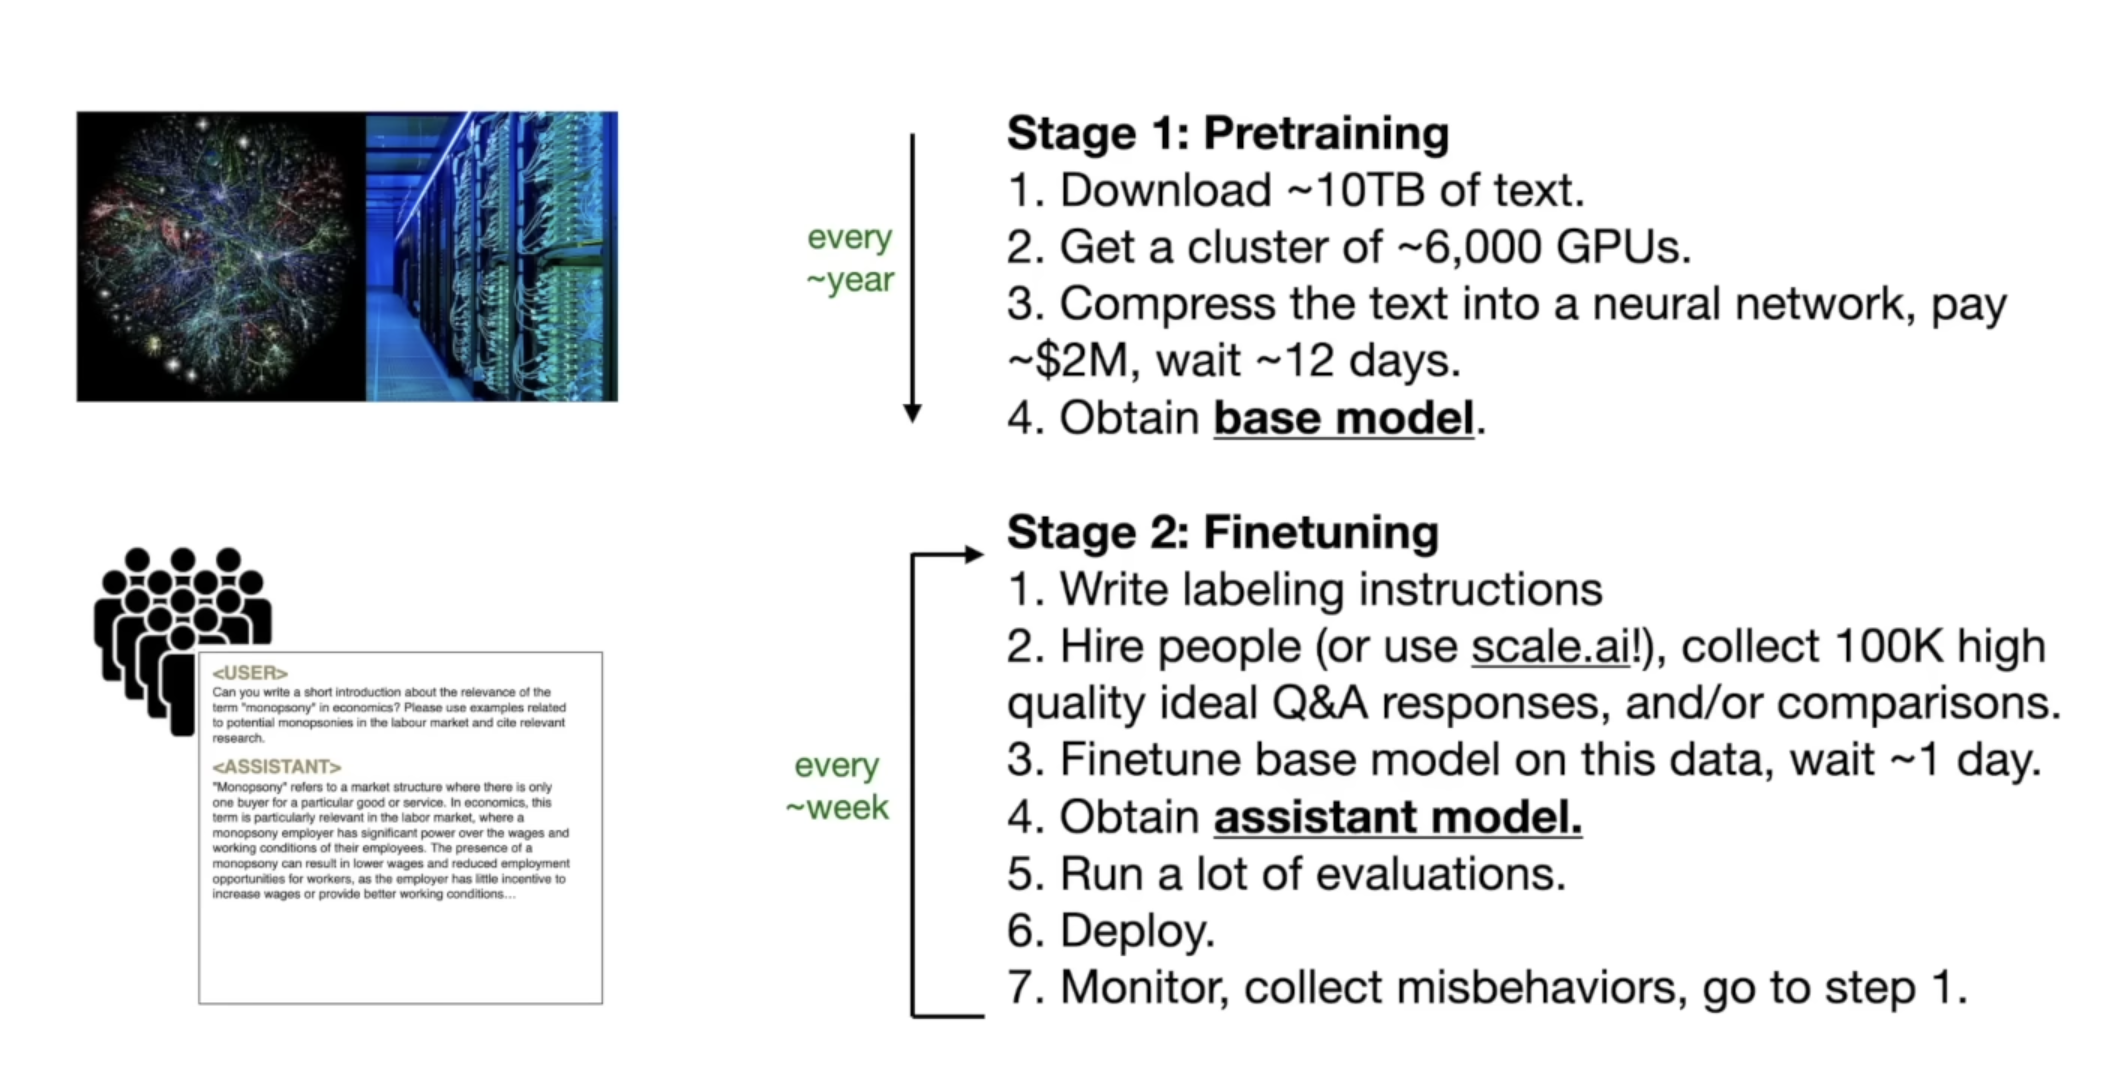 Stage 1: Pretraining
1. Download ~10TB of text.
2. Get a cluster of ~6,000 GPUs.
3. Compress the text into a neural network, pay
~$2M, wait ~12 days.
4. Obtain base model.
every
~year
Stage 2: Finetuning
1. Write labeling instructions
2. Hire people (or use scale.ai!), collect 100K high
quality ideal Q&A responses, and/or comparisons.
3. Finetune base model on this data, wait ~1 day.
4. Obtain assistant model.
5. Run a lot of evaluations.
6. Deploy.
7. Monitor, collect misbehaviors, go to step 1.
every
~week
<USER>
Can you write a short introduction about the relevance of the
term "monopsony" in economics? Please use examples related
to potential monopsonies in the labour market and cite relevant
research.
<ASSISTANT>
"Monopsony" refers to a market structure where there is only
one buyer for a particular good or service. In economics, this
term is particularly relevant in the labor market, where a
monopsony employer has significant power over the wages and
working conditions of their employees. The presence of a
monopsony can result in lower wages and reduced employment
opportunities for workers, as the employer has little incentive to
increase wages or provide better working conditions...